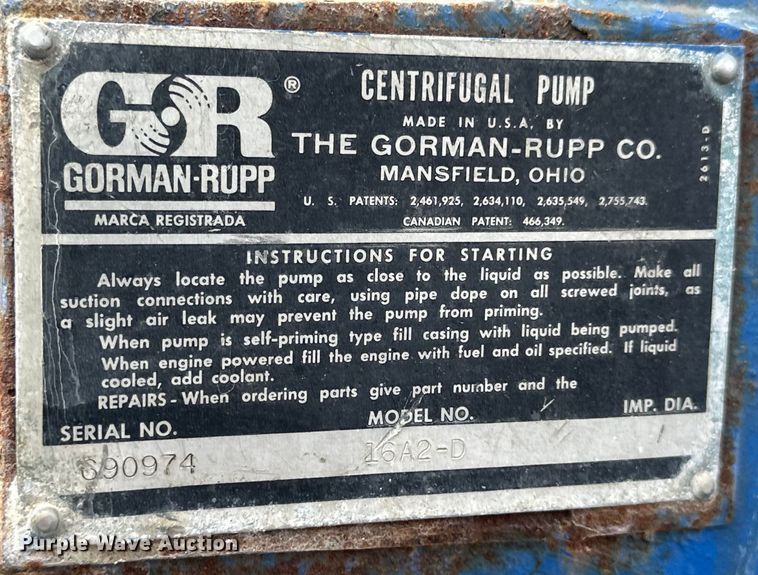 GR®
GORMAN-RUPP
MARCA REGISTRADA
CENTRIFUGAL PUMP
MADE IN U.S.A. BY
THE GORMAN-RUPP CO.
MANSFIELD, OHIO
U. S. PATENTS: 2,461,925, 2,634,110, 2,635,549, 2,755,743.
CANADIAN PATENT: 466,349.
2613-D
INSTRUCTIONS FOR STARTING
Always locate the pump as close to the liquid as possible. Make all
suction connections with care, using pipe dope on all screwed joints, as
a slight air leak may prevent the pump from priming.
When pump is self-priming type fill casing with liquid being pumped.
When engine powered fill the engine with fuel and oil specified. If liquid
cooled, add coolant.
REPAIRS - When ordering parts give part number and the
SERIAL NO. MODEL NO. IMP. DIA.
690974 16A2-D
Purple Wave Auction